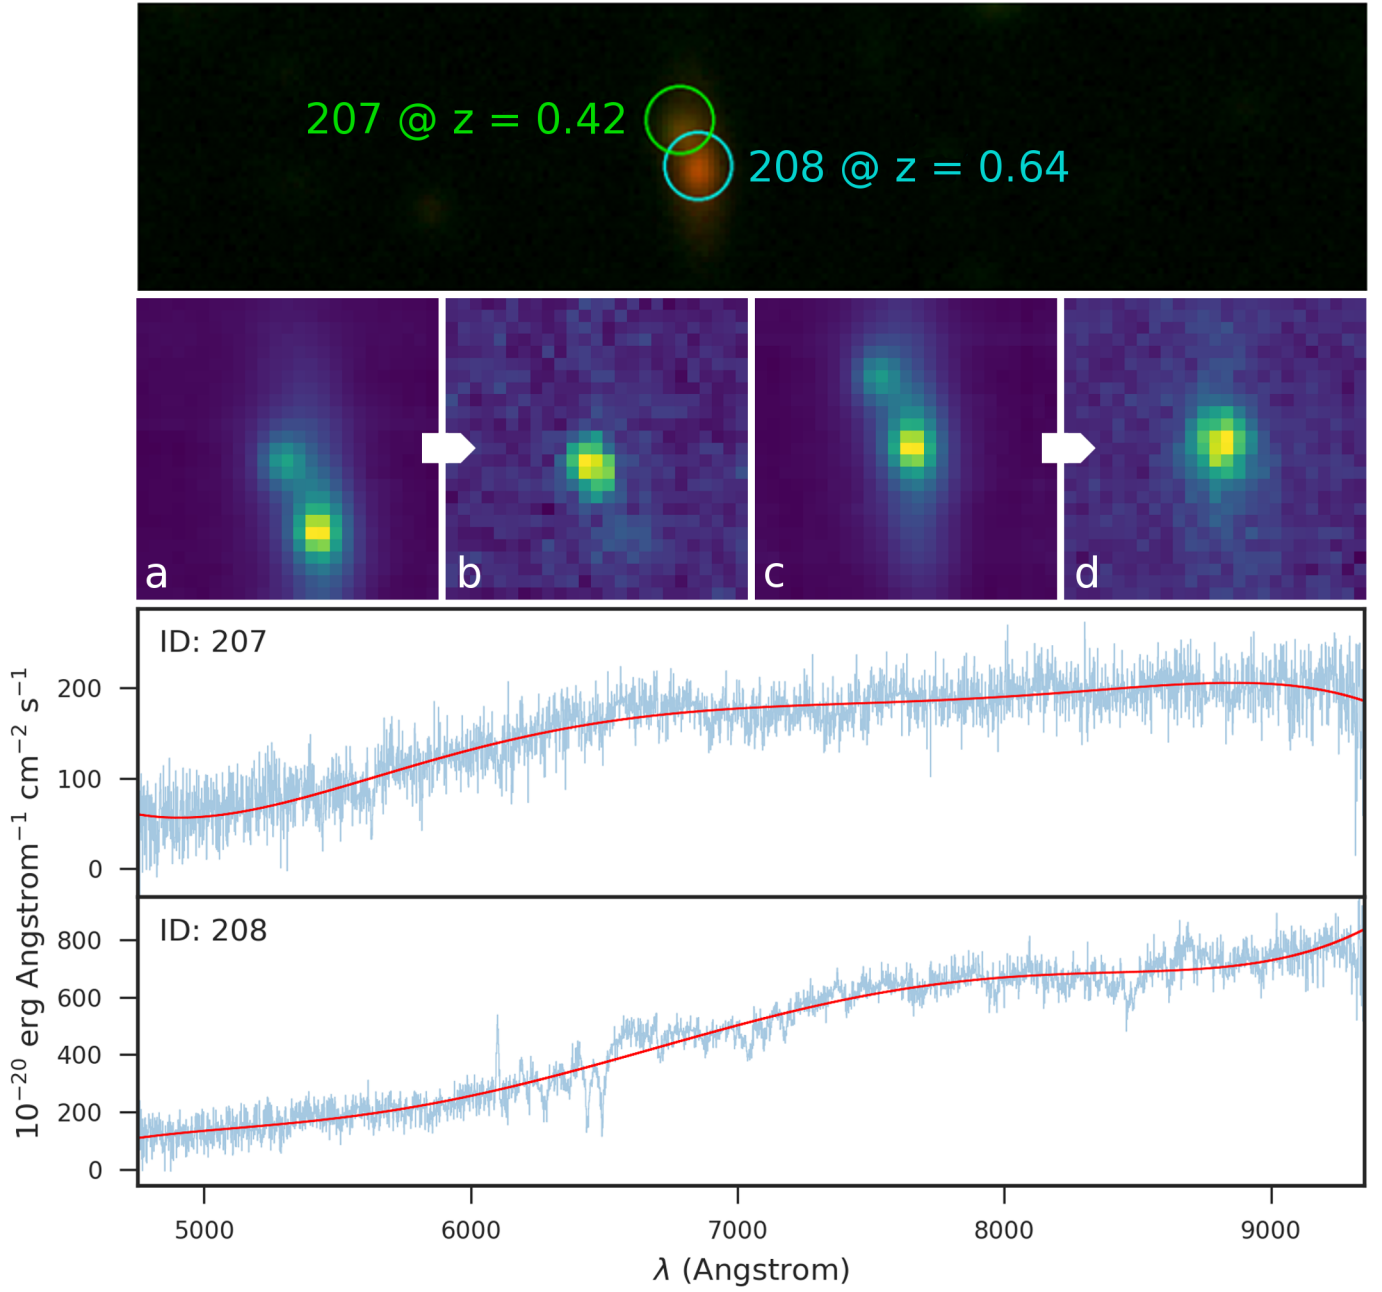 207 @ z = 0.42
208 @ z = 0.64
a
b
c
d
ID: 207
200
100
0
ID: 208
800
600
400
200
0
10⁻²⁰ erg Angstrom⁻¹ cm⁻² s⁻¹
5000 6000 7000 8000 9000
λ (Angstrom)